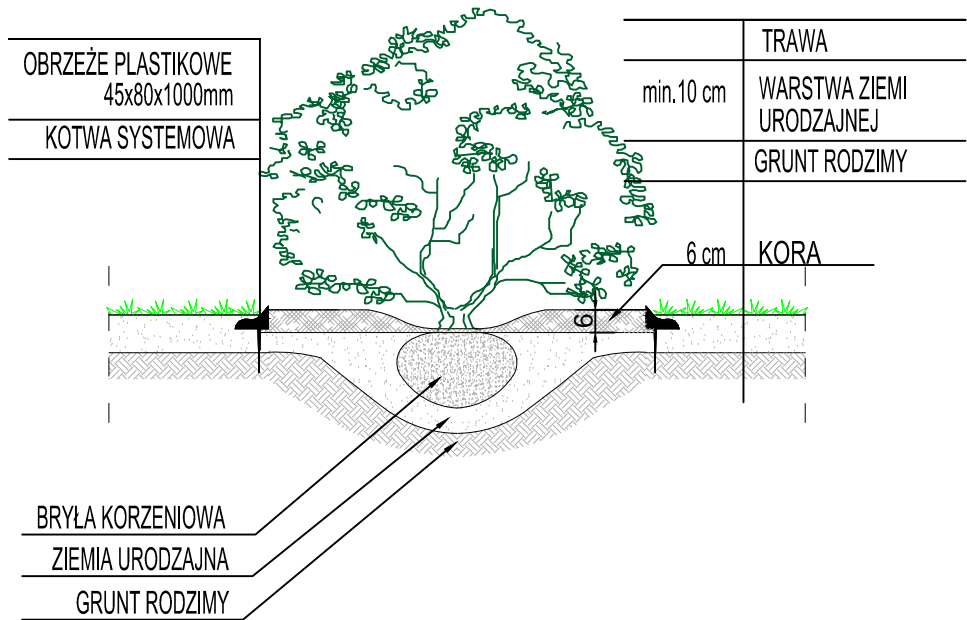 OBRZEŻE PLASTIKOWE
45x80x1000mm
KOTWA SYSTEMOWA
TRAWA
min.10 cm WARSTWA ZIEMI
URODZAJNEJ
GRUNT RODZIMY
6 cm KORA
6
BRYŁA KORZENIOWA
ZIEMIA URODZAJNA
GRUNT RODZIMY